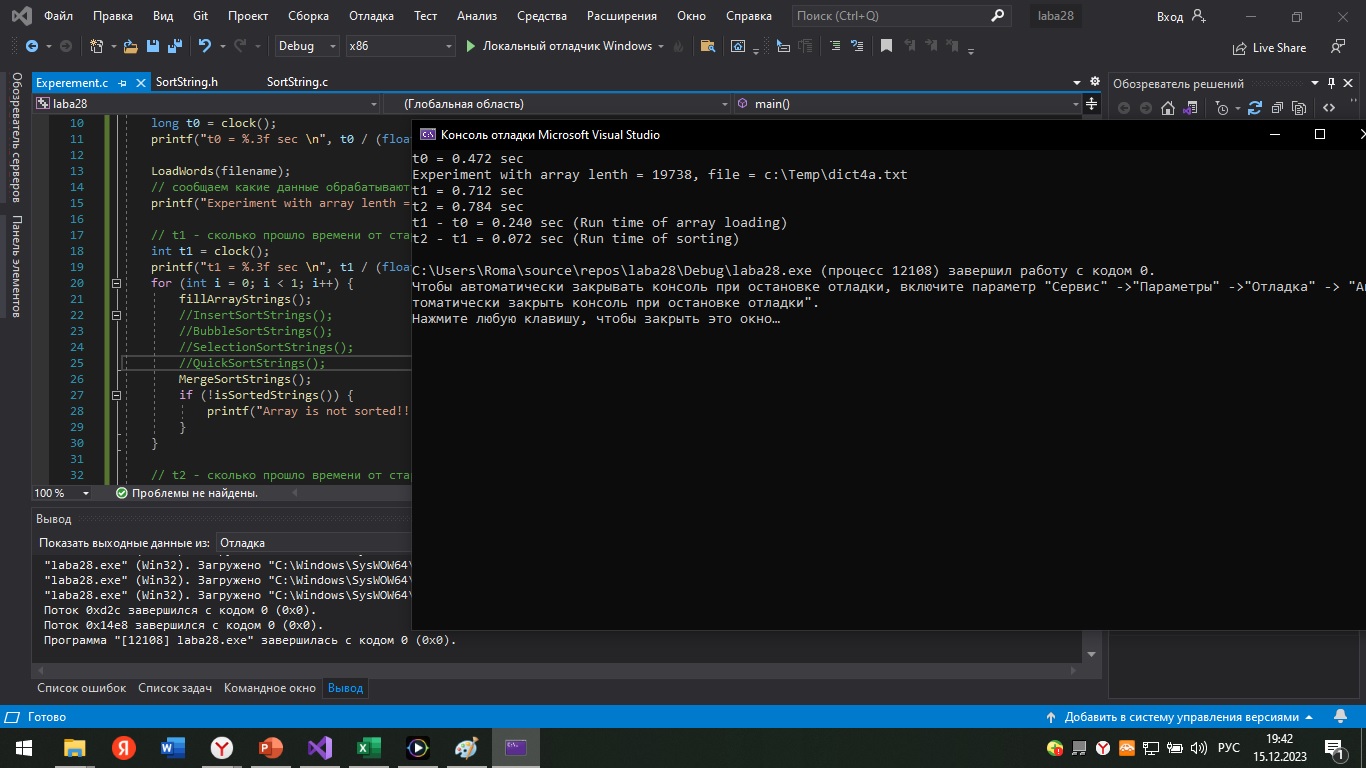 Файл Правка Вид Git Проект Сборка Отладка Тест Анализ Средства Расширения Окно Справка Поиск (Ctrl+Q) laba28 Вход
Debug x86 Локальный отладчик Windows Live Share
Обозреватель серверов
Панель элементов
Experement.c SortString.h SortString.c
Обозреватель решений
laba28 (Глобальная область) main()
10 long t0 = clock();
11 printf("t0 = %.3f sec \n", t0 / (floa
12
13 LoadWords(filename);
14 // сообщаем какие данные обрабатывают
15 printf("Experiment with array lenth =
16
17 // t1 - сколько прошло времени от ста
18 int t1 = clock();
19 printf("t1 = %.3f sec \n", t1 / (floa
20 for (int i = 0; i < 1; i++) {
21 fillArrayStrings();
22 //InsertSortStrings();
23 //BubbleSortStrings();
24 //SelectionSortStrings();
25 //QuickSortStrings();
26 MergeSortStrings();
27 if (!isSortedStrings()) {
28 printf("Array is not sorted!!
29 }
30 }
31
32 // t2 - сколько прошло времени от ста
100 % Проблемы не найдены.
Консоль отладки Microsoft Visual Studio
t0 = 0.472 sec
Experiment with array lenth = 19738, file = c:\Temp\dict4a.txt
t1 = 0.712 sec
t2 = 0.784 sec
t1 - t0 = 0.240 sec (Run time of array loading)
t2 - t1 = 0.072 sec (Run time of sorting)
C:\Users\Roma\source\repos\laba28\Debug\laba28.exe (процесс 12108) завершил работу с кодом 0.
Чтобы автоматически закрывать консоль при остановке отладки, включите параметр "Сервис" ->"Параметры" ->"Отладка" -> "Ав
томатически закрыть консоль при остановке отладки".
Нажмите любую клавишу, чтобы закрыть это окно…
Вывод
Показать выходные данные из: Отладка
"laba28.exe" (Win32). Загружено "C:\Windows\SysWOW64\
"laba28.exe" (Win32). Загружено "C:\Windows\SysWOW64\
"laba28.exe" (Win32). Загружено "C:\Windows\SysWOW64\
Поток 0xd2c завершился с кодом 0 (0x0).
Поток 0x14e8 завершился с кодом 0 (0x0).
Программа "[12108] laba28.exe" завершилась с кодом 0 (0x0).
Список ошибок Список задач Командное окно Вывод
Готово Добавить в систему управления версиями
РУС 19:42
15.12.2023 1